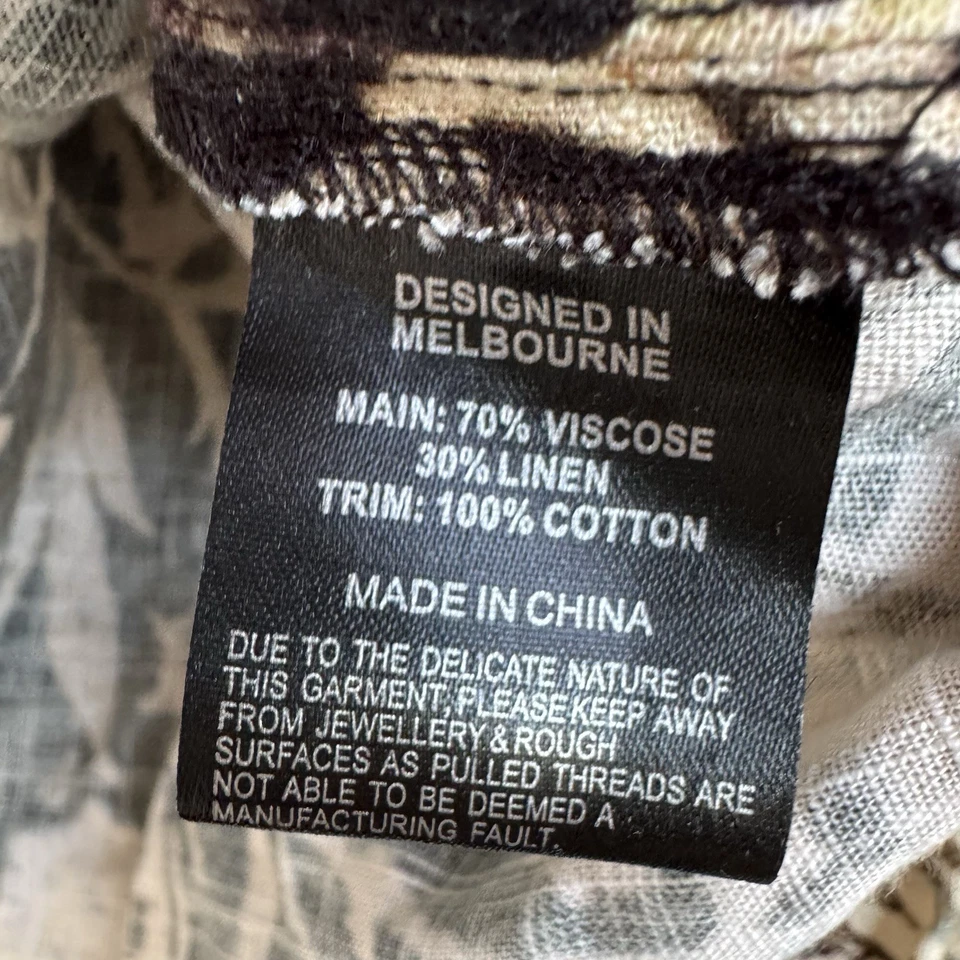 DESIGNED IN
MELBOURNE
MAIN: 70% VISCOSE
30% LINEN
TRIM: 100% COTTON
MADE IN CHINA
DUE TO THE DELICATE NATURE OF
THIS GARMENT, PLEASE KEEP AWAY
FROM JEWELLERY & ROUGH
SURFACES AS PULLED THREADS ARE
NOT ABLE TO BE DEEMED A
MANUFACTURING FAULT.